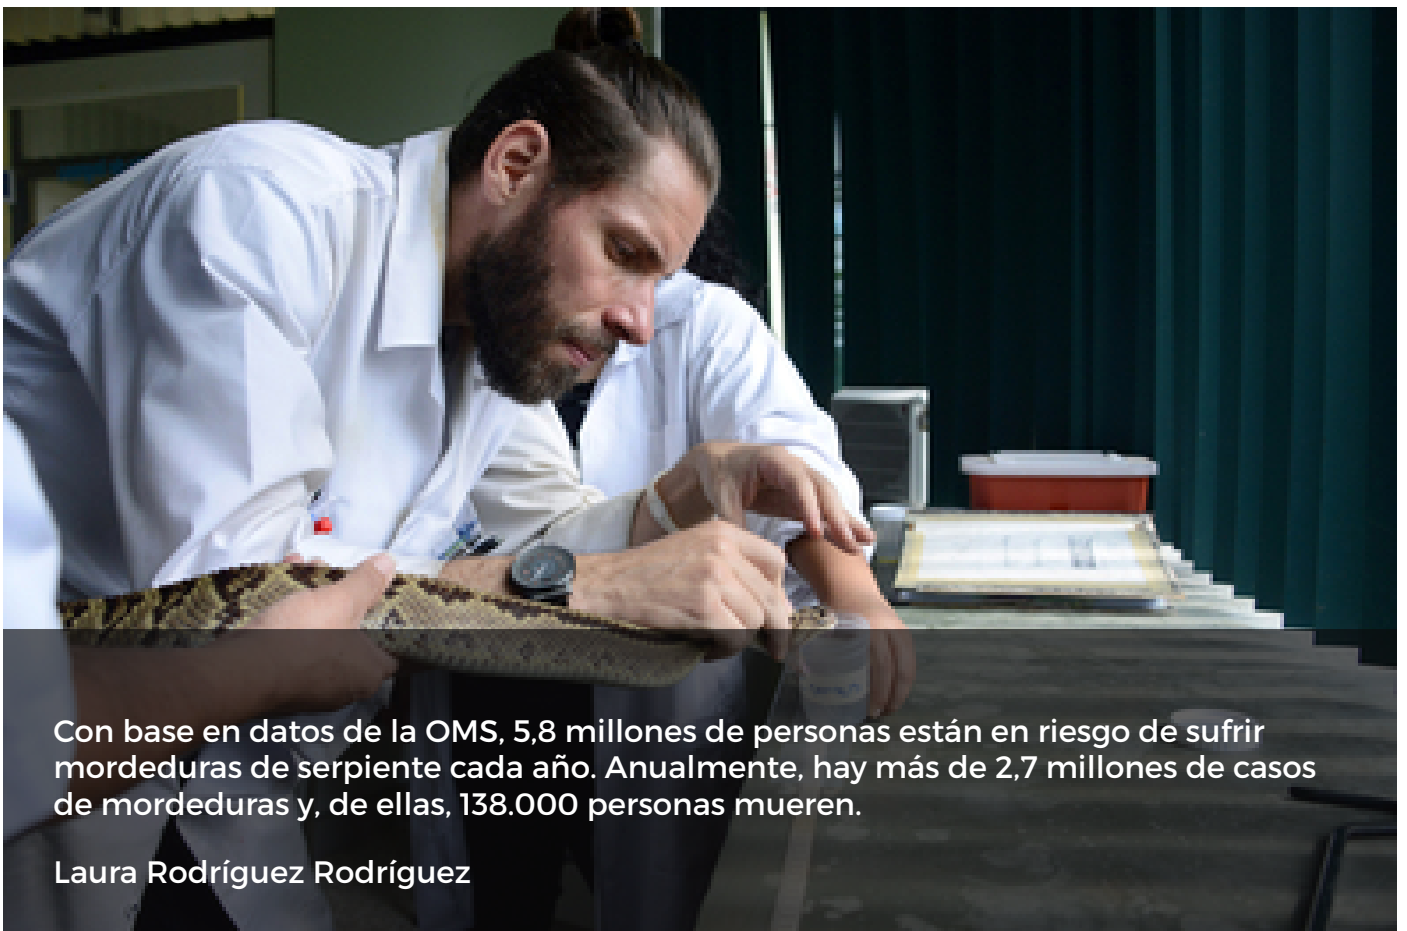 Con base en datos de la OMS, 5,8 millones de personas están en riesgo de sufrir
mordeduras de serpiente cada año. Anualmente, hay más de 2,7 millones de casos
de mordeduras y, de ellas, 138.000 personas mueren.
Laura Rodríguez Rodríguez